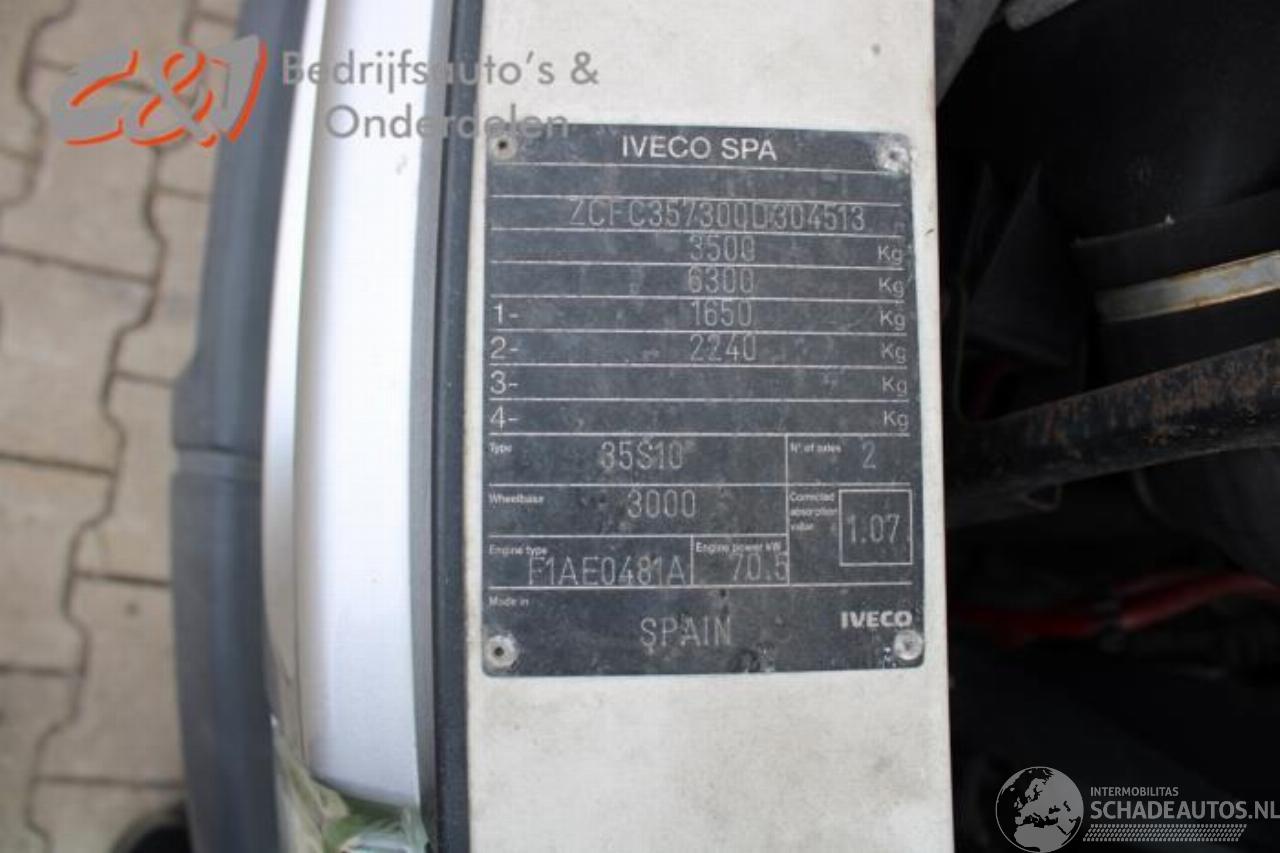 C&J Bedrijfsauto's &
Onderdelen
IVECO SPA
ZCFC357300D304513
3500 Kg
6300 Kg
1- 1650 Kg
2- 2240 Kg
3- Kg
4- Kg
Type 35S10 N° of axles 2
Wheelbase 3000 Corrected absorption value 1.07
Engine type F1AE0481A Engine power kW 70.5
Made in SPAIN IVECO
INTERMOBILITAS
SCHADEAUTOS.NL